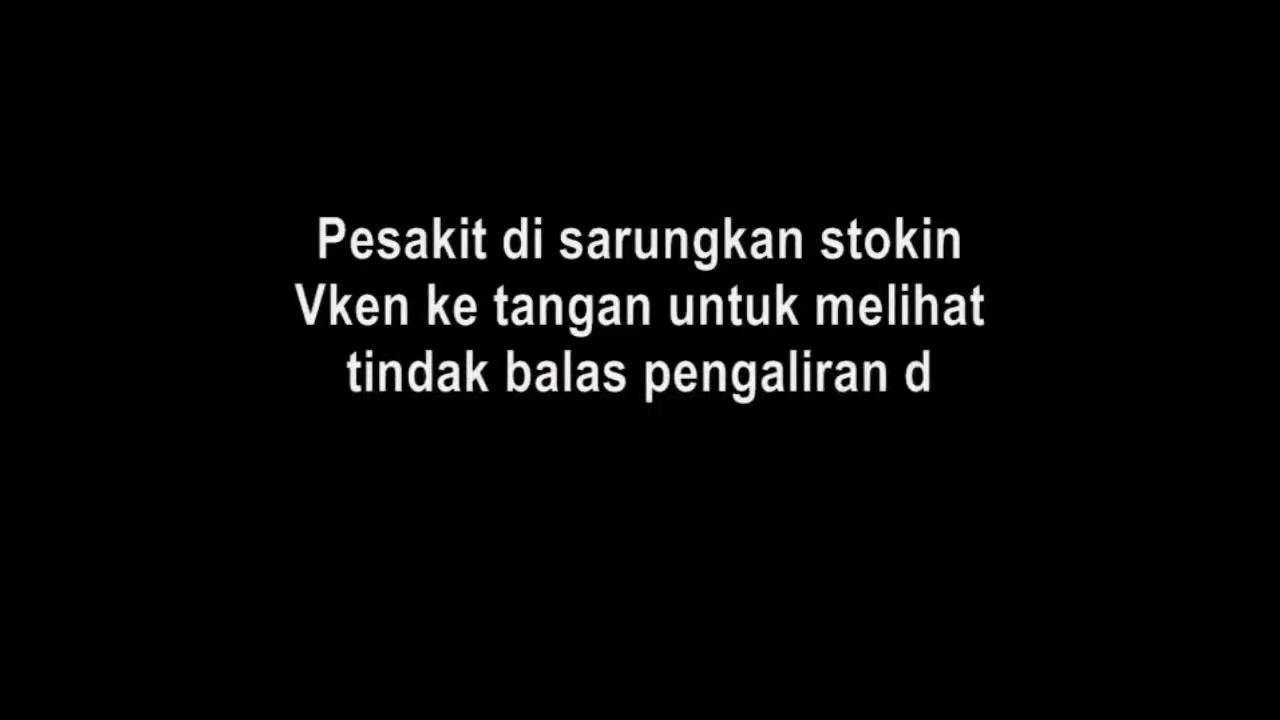 Pesakit di sarungkan stokin
Vken ke tangan untuk melihat
tindak balas pengaliran d